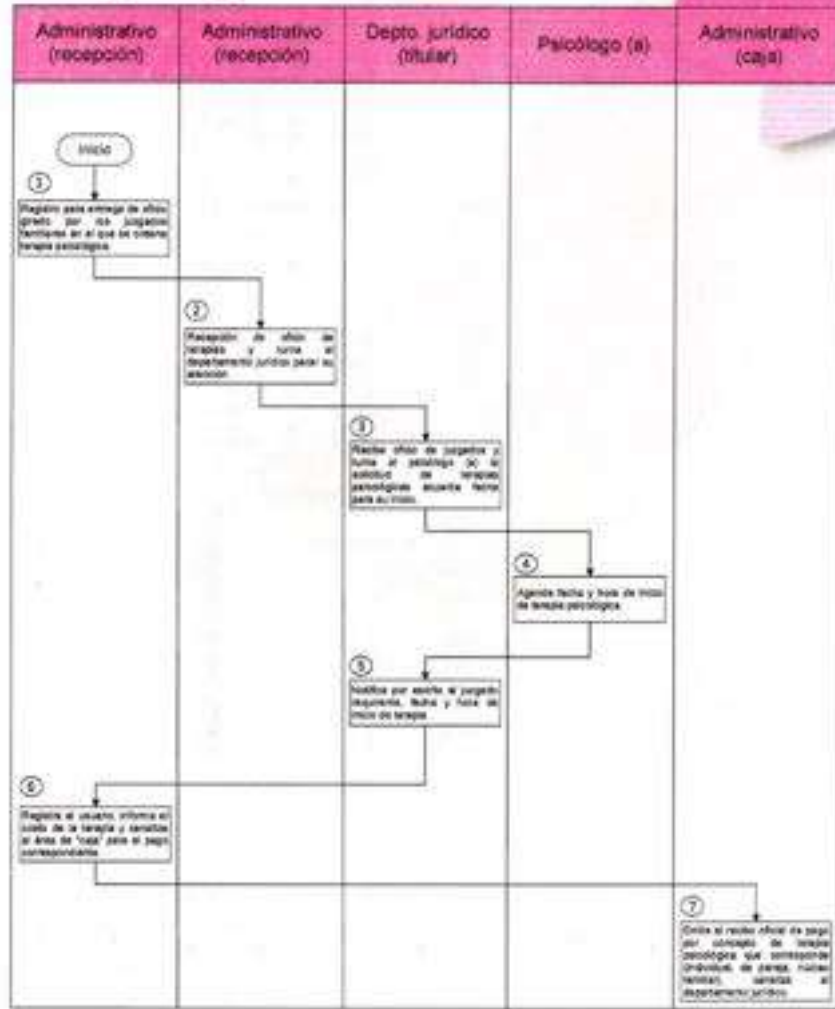 Administrativo
(recepción)
Administrativo
(recepción)
Depto. jurídico
(titular)
Psicólogo (a)
Administrativo
(caja)
Inicio
1
Registro para entrega de oficio
girado por los juzgados
familiares en el que se ordena
terapia psicológica.
2
Recepción de oficio de
terapias y turna al
departamento jurídico para su
atención.
3
Recibe oficio de juzgados y
turna al psicólogo (a) la
solicitud de terapias
psicológicas fecha
para su inicio.
4
Agenda fecha y hora de inicio
de terapia psicológica.
5
Notifica por escrito al juzgado
requirente, fecha y hora de
inicio de terapia.
6
Registra al usuario, informa el
costo de la terapia y canaliza
al área de "caja" para el pago
correspondiente.
7
Emite el recibo oficial de pago
por concepto de terapia
psicológica que corresponda
(individual, de pareja, núcleo
familiar), canaliza al
departamento jurídico.